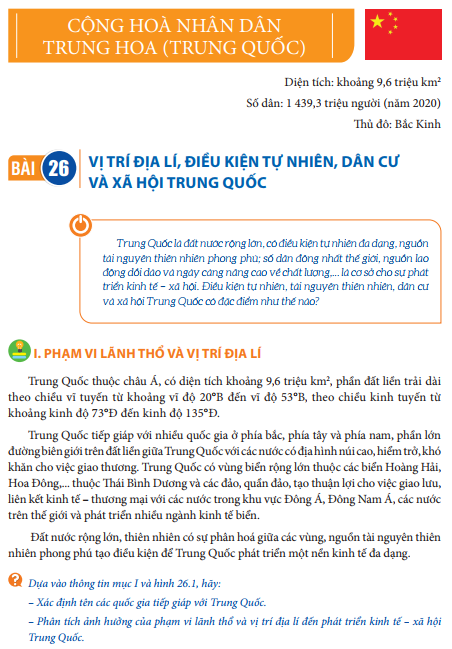 CỘNG HOÀ NHÂN DÂN
TRUNG HOA (TRUNG QUỐC)
Diện tích: khoảng 9,6 triệu km²
Số dân: 1 439,3 triệu người (năm 2020)
Thủ đô: Bắc Kinh
BÀI 26
VỊ TRÍ ĐỊA LÍ, ĐIỀU KIỆN TỰ NHIÊN, DÂN CƯ
VÀ XÃ HỘI TRUNG QUỐC
Trung Quốc là đất nước rộng lớn, có điều kiện tự nhiên đa dạng, nguồn
tài nguyên thiên nhiên phong phú; số dân đông nhất thế giới, nguồn lao
động dồi dào và ngày càng nâng cao về chất lượng,... là cơ sở cho sự phát
triển kinh tế – xã hội. Điều kiện tự nhiên, tài nguyên thiên nhiên, dân cư
và xã hội Trung Quốc có đặc điểm như thế nào?
I. PHẠM VI LÃNH THỔ VÀ VỊ TRÍ ĐỊA LÍ
Trung Quốc thuộc châu Á, có diện tích khoảng 9,6 triệu km², phần đất liền trải dài
theo chiều vĩ tuyến từ khoảng vĩ độ 20°B đến vĩ độ 53°B, theo chiều kinh tuyến từ
khoảng kinh độ 73°Đ đến kinh độ 135°Đ.
Trung Quốc tiếp giáp với nhiều quốc gia ở phía bắc, phía tây và phía nam, phần lớn
đường biên giới trên đất liền giữa Trung Quốc với các nước có địa hình núi cao, hiểm trở, khó
khăn cho việc giao thương. Trung Quốc có vùng biển rộng lớn thuộc các biển Hoàng Hải,
Hoa Đông,... thuộc Thái Bình Dương và các đảo, quần đảo, tạo thuận lợi cho việc giao lưu,
liên kết kinh tế – thương mại với các nước trong khu vực Đông Á, Đông Nam Á, các nước
trên thế giới và phát triển nhiều ngành kinh tế biển.
Đất nước rộng lớn, thiên nhiên có sự phân hoá giữa các vùng, nguồn tài nguyên thiên
nhiên phong phú tạo điều kiện để Trung Quốc phát triển một nền kinh tế đa dạng.
? Dựa vào thông tin mục I và hình 26.1, hãy:
– Xác định tên các quốc gia tiếp giáp với Trung Quốc.
– Phân tích ảnh hưởng của phạm vi lãnh thổ và vị trí địa lí đến phát triển kinh tế – xã hội
Trung Quốc.